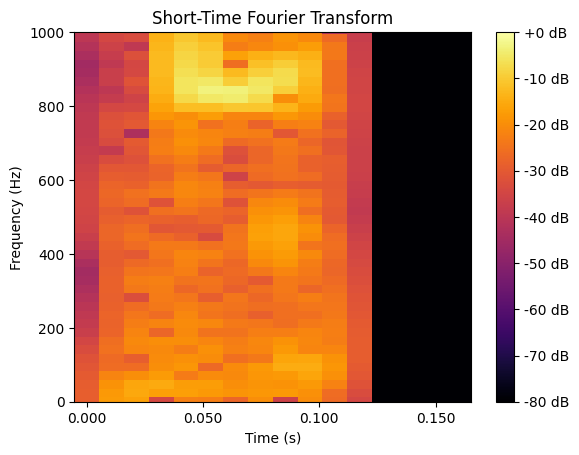 Short-Time Fourier Transform
1000
800
600
400
200
0
Frequency (Hz)
0.000
0.050
0.100
0.150
Time (s)
+0 dB
-10 dB
-20 dB
-30 dB
-40 dB
-50 dB
-60 dB
-70 dB
-80 dB